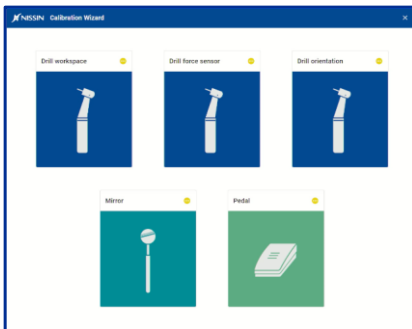 NISSIN Calibration Wizard
Drill workspace
Drill force sensor
Drill orientation
Mirror
Pedal